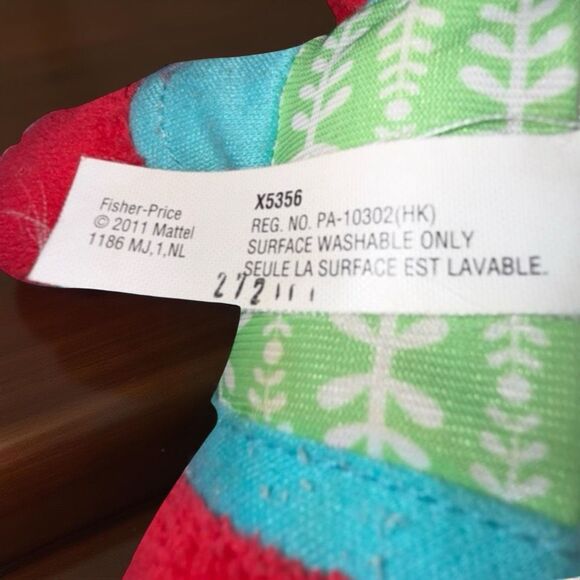 Fisher-Price
© 2011 Mattel
1186 MJ,1,NL
X5356
REG. NO. PA-10302(HK)
SURFACE WASHABLE ONLY
SEULE LA SURFACE EST LAVABLE.